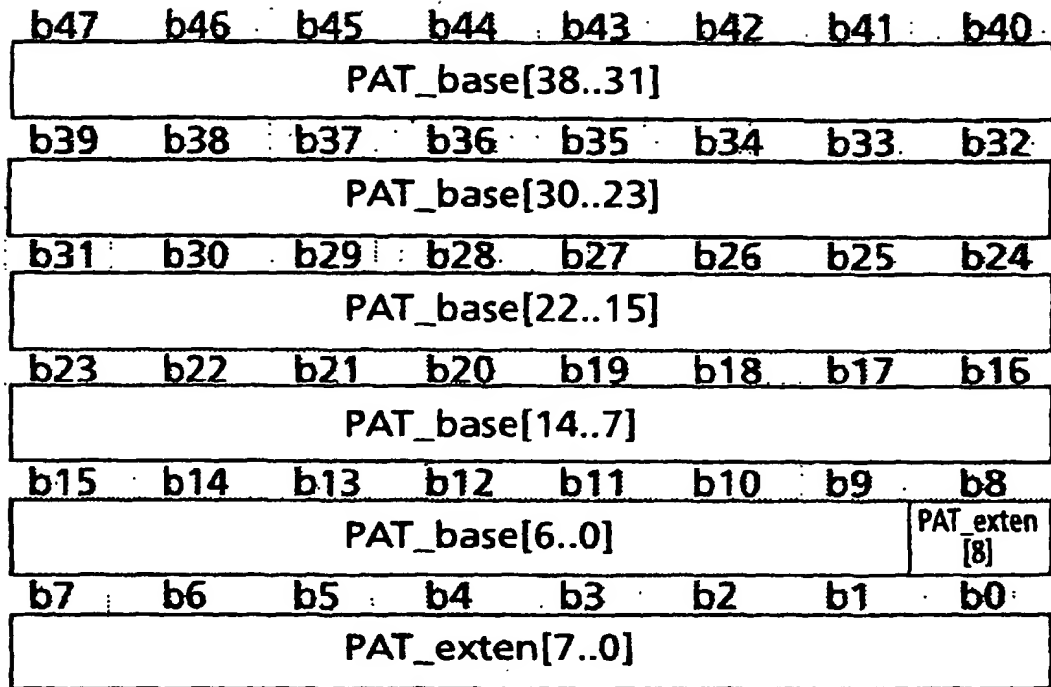 b47 b46 b45 b44 b43 b42 b41 b40
PAT_base[38..31]
b39 b38 b37 b36 b35 b34 b33 b32
PAT_base[30..23]
b31 b30 b29 b28 b27 b26 b25 b24
PAT_base[22..15]
b23 b22 b21 b20 b19 b18 b17 b16
PAT_base[14..7]
b15 b14 b13 b12 b11 b10 b9 b8
PAT_base[6..0] PAT_exten
[8]
b7 b6 b5 b4 b3 b2 b1 b0
PAT_exten[7..0]